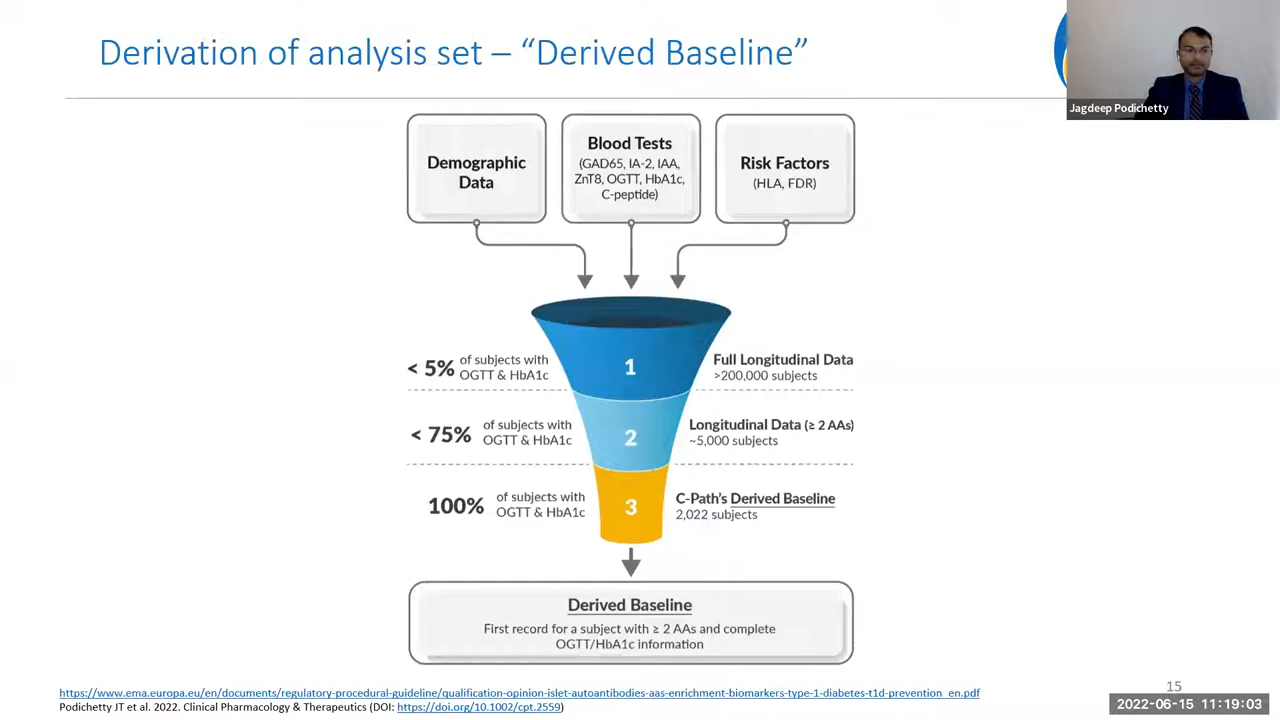 Derivation of analysis set – “Derived Baseline”
Jagdeep Podichetty
Demographic
Data
Blood Tests
(GAD65, IA-2, IAA,
ZnT8, OGTT, HbA1c,
C-peptide)
Risk Factors
(HLA, FDR)
< 5% of subjects with
OGTT & HbA1c
1
Full Longitudinal Data
>200,000 subjects
< 75% of subjects with
OGTT & HbA1c
2
Longitudinal Data (≥ 2 AAs)
~5,000 subjects
100% of subjects with
OGTT & HbA1c
3
C-Path’s Derived Baseline
2,022 subjects
Derived Baseline
First record for a subject with ≥ 2 AAs and complete
OGTT/HbA1c information
https://www.ema.europa.eu/en/documents/regulatory-procedural-guideline/qualification-opinion-islet-autoantibodies-aas-enrichment-biomarkers-type-1-diabetes-t1d-prevention_en.pdf
Podichetty JT et al. 2022. Clinical Pharmacology & Therapeutics (DOI: https://doi.org/10.1002/cpt.2559)
15
2022-06-15 11:19:03